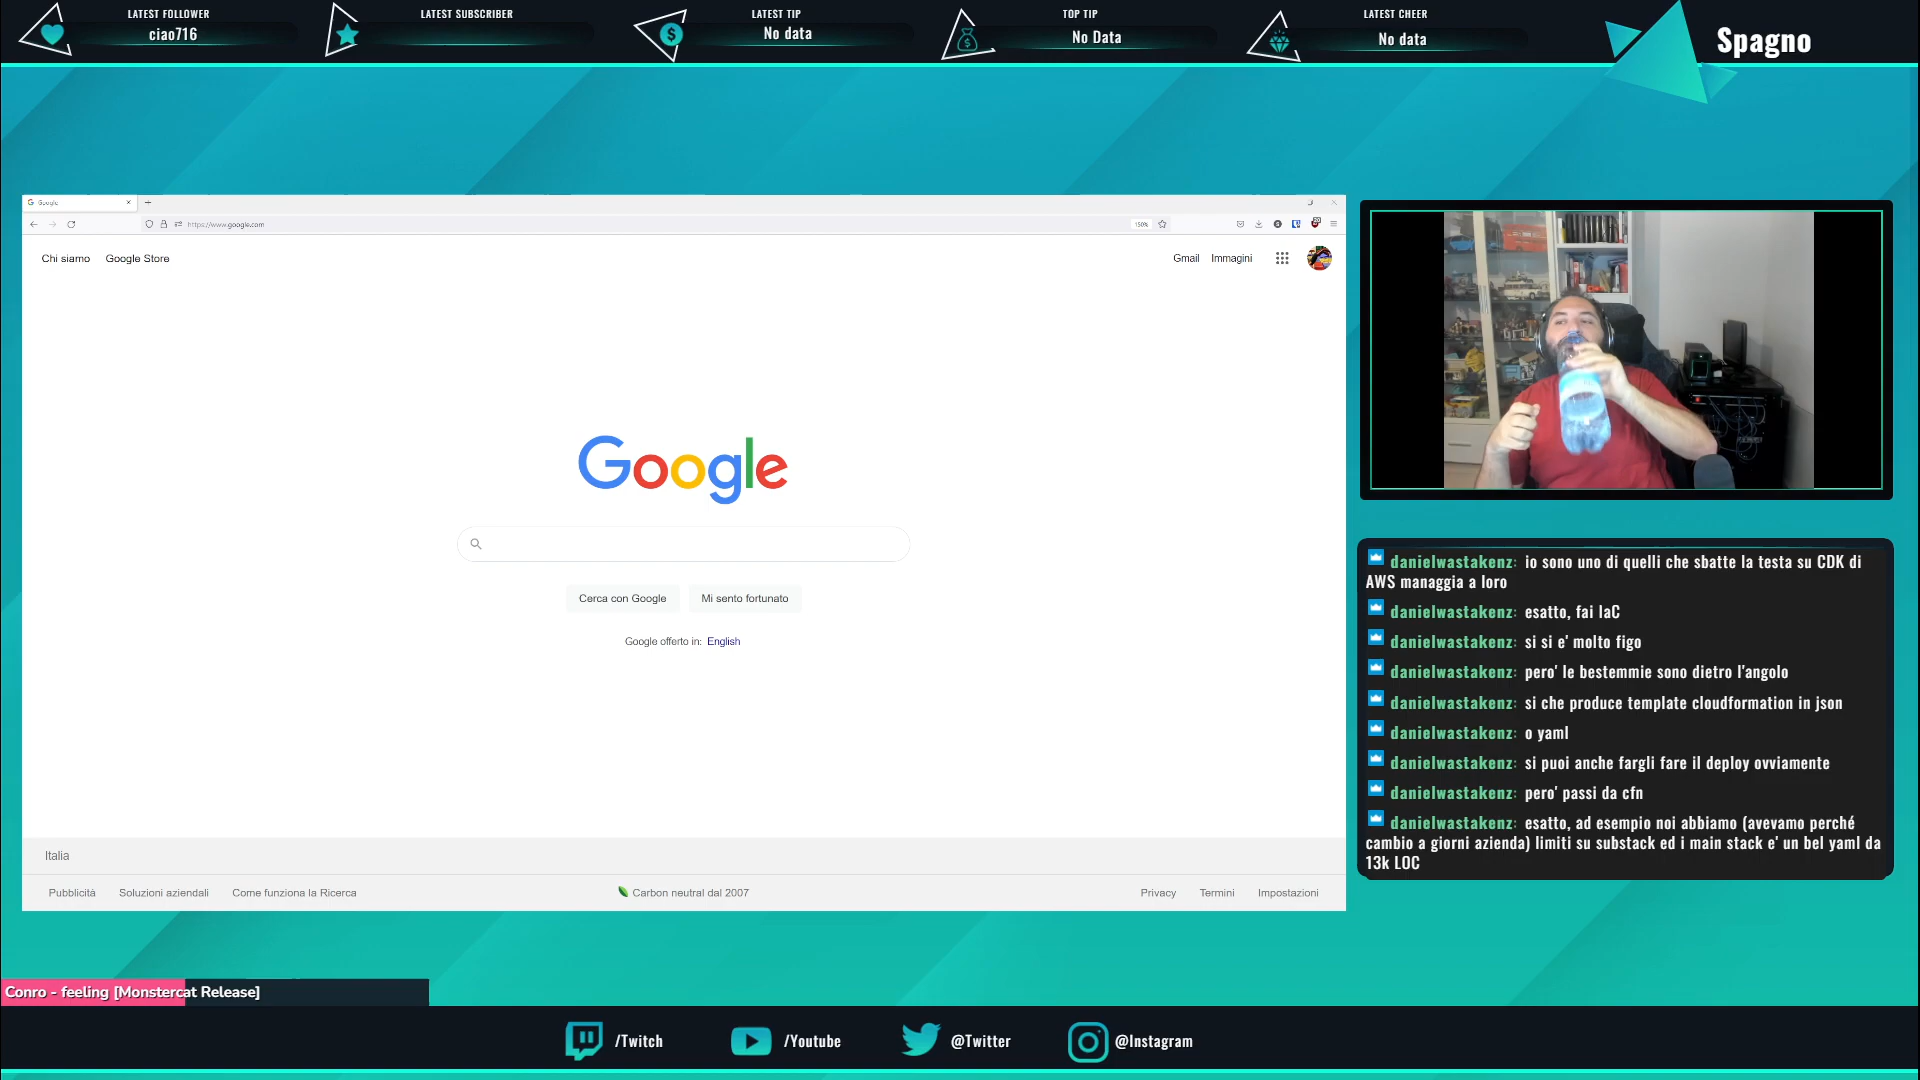 LATEST FOLLOWER
ciao716
LATEST SUBSCRIBER
LATEST TIP
No data
TOP TIP
No Data
LATEST CHEER
No data
Spagno
Google
https://www.google.com
150%
Chi siamo Google Store
Gmail Immagini
Google
Cerca con Google
Mi sento fortunato
Google offerto in: English
Italia
Pubblicità Soluzioni aziendali Come funziona la Ricerca
Carbon neutral dal 2007
Privacy Termini Impostazioni
danielwastakenz: io sono uno di quelli che sbatte la testa su CDK di
AWS managgia a loro
danielwastakenz: esatto, fai IaC
danielwastakenz: si si e' molto figo
danielwastakenz: pero' le bestemmie sono dietro l'angolo
danielwastakenz: si che produce template cloudformation in json
danielwastakenz: o yaml
danielwastakenz: si puoi anche fargli fare il deploy ovviamente
danielwastakenz: pero' passi da cfn
danielwastakenz: esatto, ad esempio noi abbiamo (avevamo perché
cambio a giorni azienda) limiti su substack ed i main stack e' un bel yaml da
13k LOC
Conro - feeling [Monstercat Release]
/Twitch
/Youtube
@Twitter
@Instagram